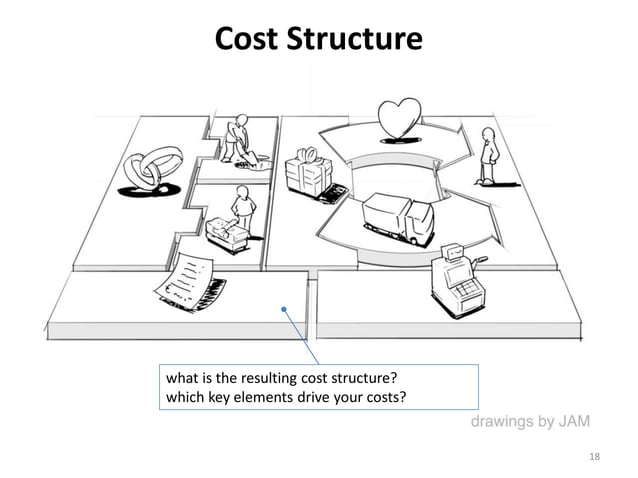 Cost Structure
what is the resulting cost structure?
which key elements drive your costs?
drawings by JAM
18